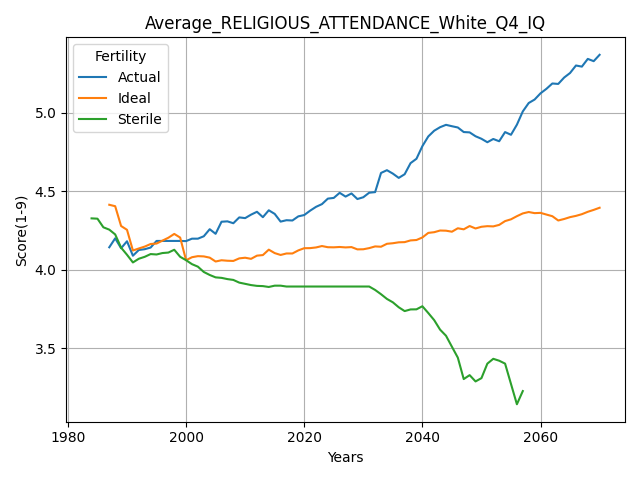 Average_RELIGIOUS_ATTENDANCE_White_Q4_IQ
Fertility
Actual
Ideal
Sterile
Score(1-9)
5.0
4.5
4.0
3.5
1980
2000
2020
2040
2060
Years